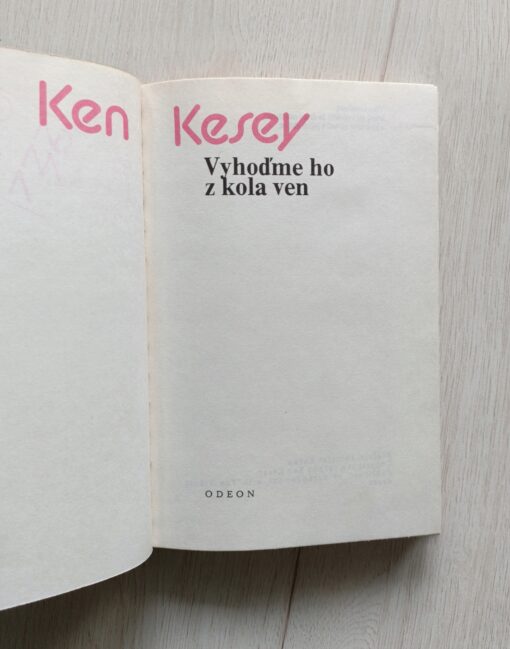 Ken Kesey
Vyhoďme ho
z kola ven
ODEON